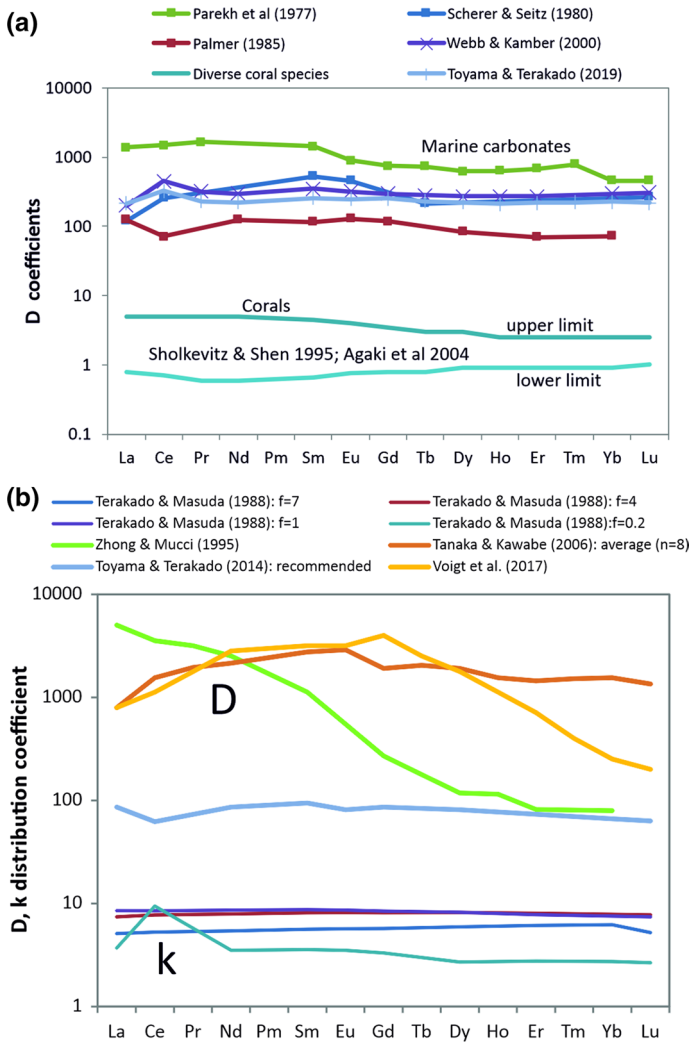 (a)
Parekh et al (1977)
Scherer & Seitz (1980)
Palmer (1985)
Webb & Kamber (2000)
Diverse coral species
Toyama & Terakado (2019)
10000
1000
100
10
1
0.1
D coefficients
Marine carbonates
Corals
upper limit
Sholkevitz & Shen 1995; Agaki et al 2004
lower limit
La Ce Pr Nd Pm Sm Eu Gd Tb Dy Ho Er Tm Yb Lu
(b)
Terakado & Masuda (1988): f=7
Terakado & Masuda (1988): f=4
Terakado & Masuda (1988): f=1
Terakado & Masuda (1988):f=0.2
Zhong & Mucci (1995)
Tanaka & Kawabe (2006): average (n=8)
Toyama & Terakado (2014): recommended
Voigt et al. (2017)
10000
1000
100
10
1
D, k distribution coefficient
D
k
La Ce Pr Nd Pm Sm Eu Gd Tb Dy Ho Er Tm Yb Lu